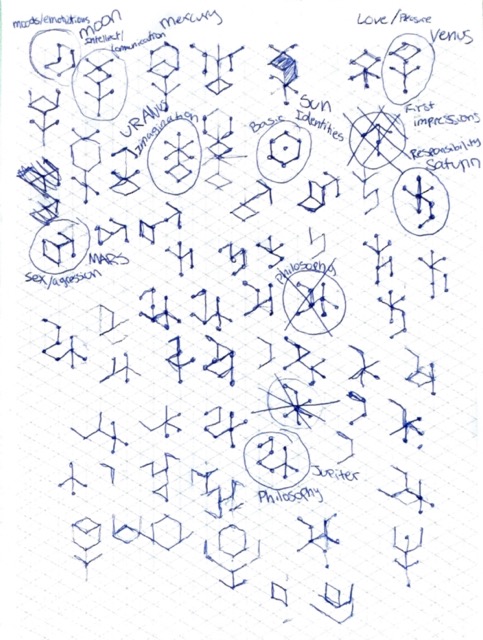 moods/emotions
moon
Intellect/
Communication
mercury
Love/Pleasure
Venus
URANUS
Imagination
Basic
Sun
Identities
First
impressions
Responsibility
Saturn
MARS
Sex/agression
Philosophy
Jupiter
Philosophy